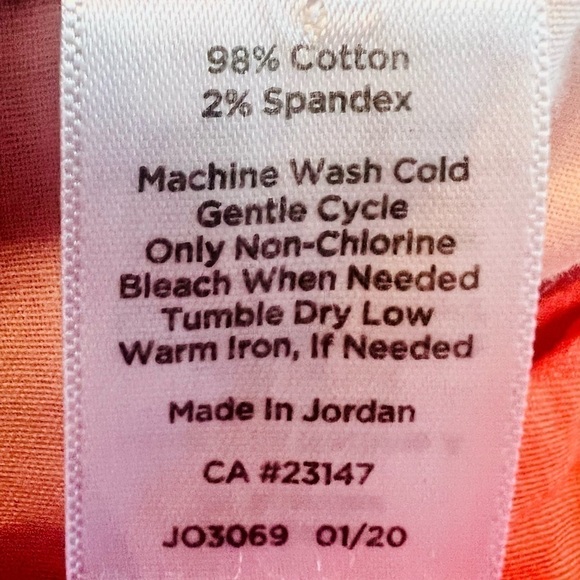 98% Cotton
2% Spandex
Machine Wash Cold
Gentle Cycle
Only Non-Chlorine
Bleach When Needed
Tumble Dry Low
Warm Iron, If Needed
Made In Jordan
CA #23147
JO3069 01/20